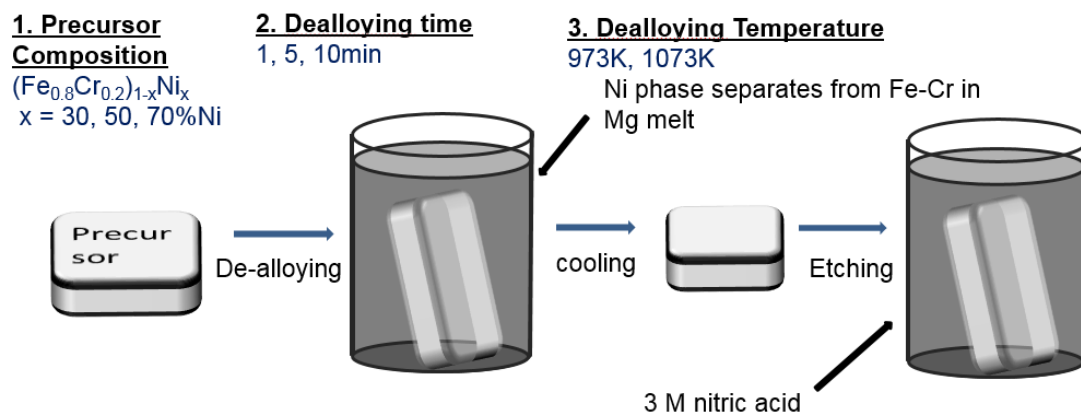 1. Precursor
Composition
(Fe₀.₈Cr₀.₂)₁₋ₓNiₓ
x = 30, 50, 70%Ni
2. Dealloying time
1, 5, 10min
3. Dealloying Temperature
973K, 1073K
Ni phase separates from Fe-Cr in
Mg melt
Precur
sor
De-alloying
cooling
Etching
3 M nitric acid